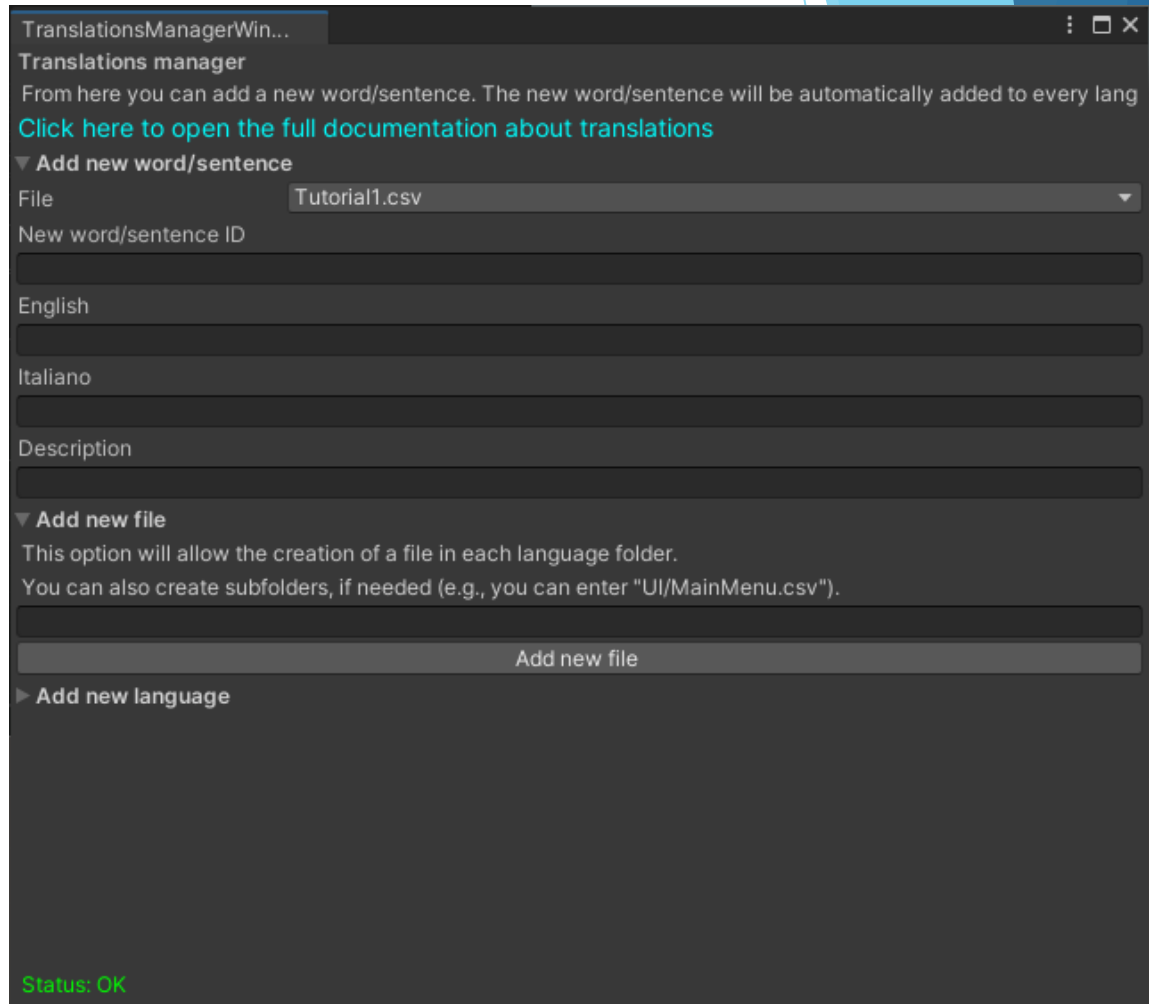 TranslationsManagerWin...
Translations manager
From here you can add a new word/sentence. The new word/sentence will be automatically added to every lang
Click here to open the full documentation about translations
Add new word/sentence
File Tutorial1.csv
New word/sentence ID
English
Italiano
Description
Add new file
This option will allow the creation of a file in each language folder.
You can also create subfolders, if needed (e.g., you can enter "UI/MainMenu.csv").
Add new file
Add new language
Status: OK